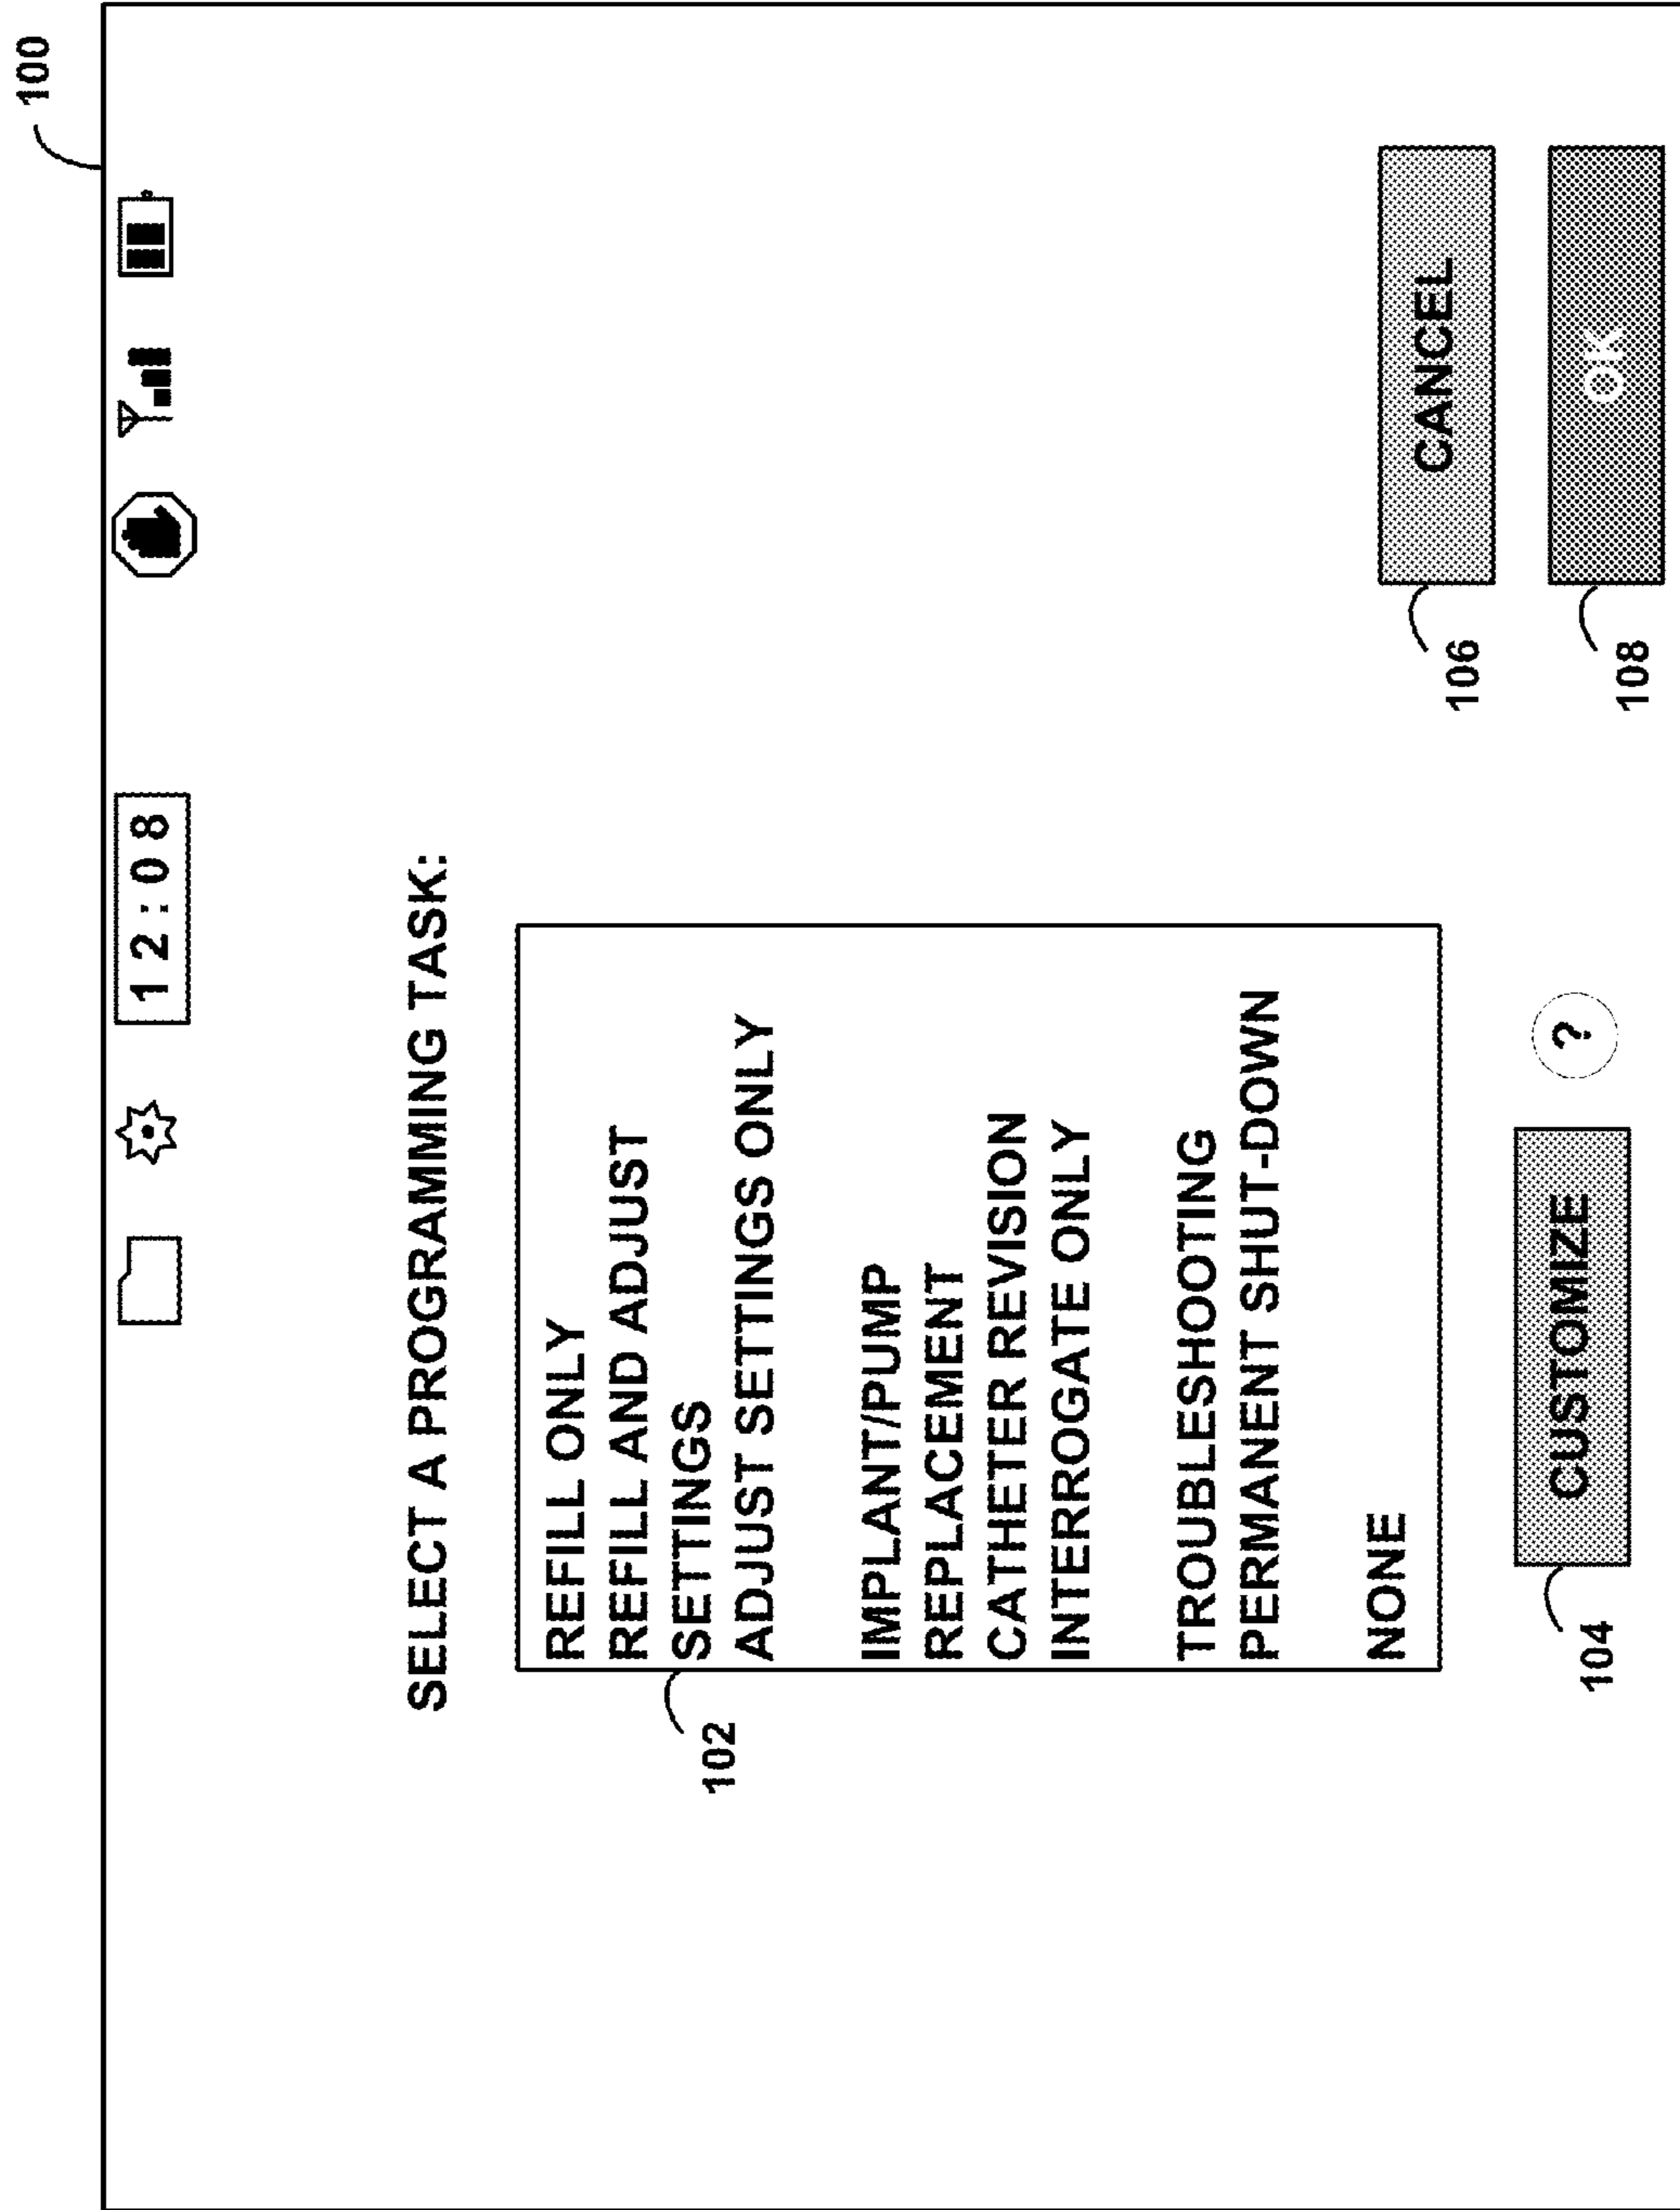 100
12:08
SELECT A PROGRAMMING TASK:
REFILL ONLY
REFILL AND ADJUST
SETTINGS
ADJUST SETTINGS ONLY
IMPLANT/PUMP
REPLACEMENT
CATHETER REVISION
INTERROGATE ONLY
TROUBLESHOOTING
PERMANENT SHUT-DOWN
NONE
102
CUSTOMIZE
?
104
CANCEL
106
OK
108